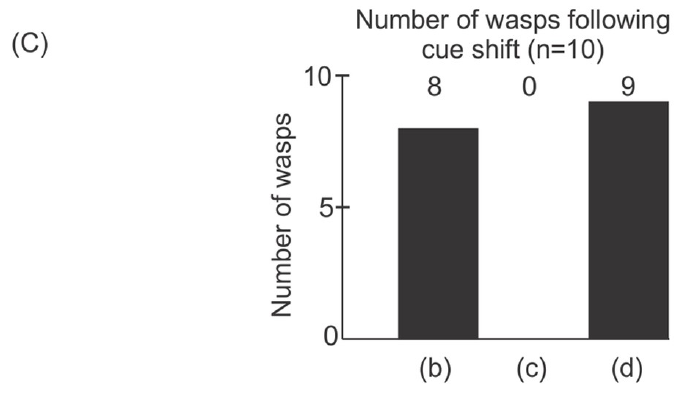 (C)
Number of wasps following
cue shift (n=10)
10
8 0 9
5
0
Number of wasps
(b) (c) (d)